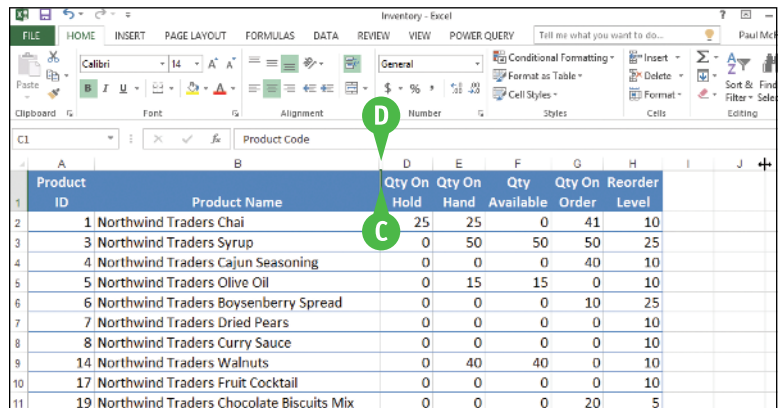 Inventory - Excel
?
FILE HOME INSERT PAGE LAYOUT FORMULAS DATA REVIEW VIEW POWER QUERY Tell me what you want to do... Paul McF
Calibri 14 A A General Conditional Formatting Insert Σ A Z
Paste B I U A $ % , .00 Format as Table Delete Sort & Find
Cell Styles Format Filter Selec
Clipboard Font Alignment Number Styles Cells Editing
D
C1 fx Product Code
A B D E F G H I J
1 Product ID Product Name Qty On Hold Qty On Hand Qty Available Qty On Order Reorder Level
C
2 1 Northwind Traders Chai 25 25 0 41 10
3 3 Northwind Traders Syrup 0 50 50 50 25
4 4 Northwind Traders Cajun Seasoning 0 0 0 40 10
5 5 Northwind Traders Olive Oil 0 15 15 0 10
6 6 Northwind Traders Boysenberry Spread 0 0 0 10 25
7 7 Northwind Traders Dried Pears 0 0 0 0 10
8 8 Northwind Traders Curry Sauce 0 0 0 0 10
9 14 Northwind Traders Walnuts 0 40 40 0 10
10 17 Northwind Traders Fruit Cocktail 0 0 0 0 10
11 19 Northwind Traders Chocolate Biscuits Mix 0 0 0 20 5